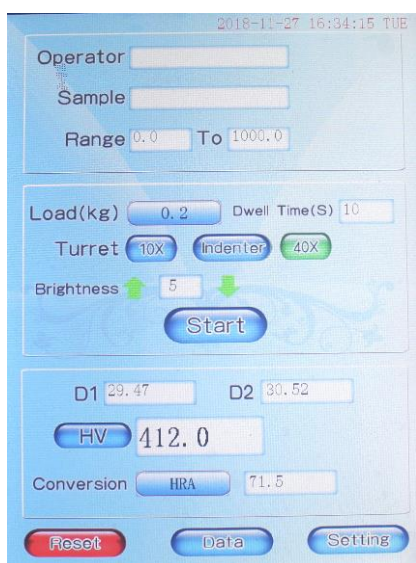 2018-11-27 16:34:15 TUE
Operator
Sample
Range 0.0 To 1000.0
Load(kg) 0.2 Dwell Time(S) 10
Turret 10X Indenter 40X
Brightness 5
Start
D1 29.47 D2 30.52
HV 412.0
Conversion HRA 71.5
Reset Data Setting